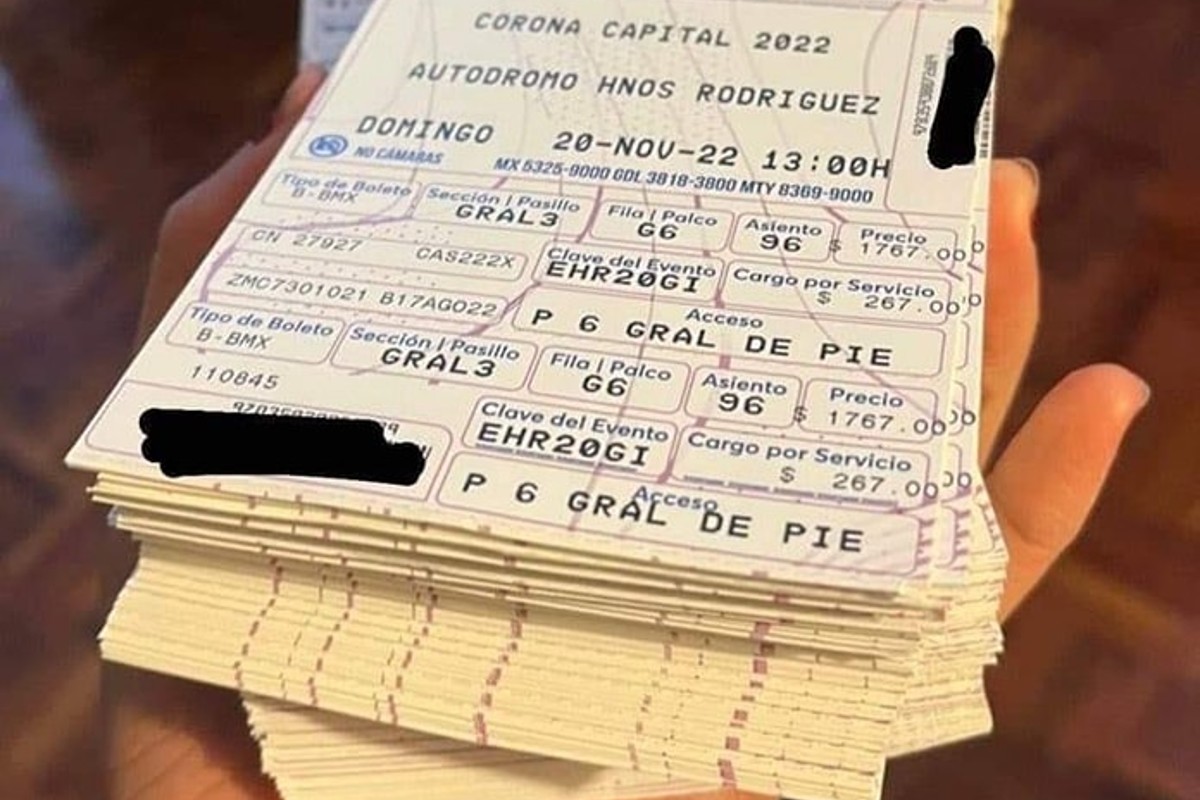 CORONA CAPITAL 2022
AUTODROMO HNOS RODRIGUEZ
DOMINGO 20-NOV-22 13:00H
NO CÁMARAS MX 5325-9000 GDL 3818-3800 MTY 8369-9000
Tipo de Boleto Sección | Pasillo Fila | Palco Asiento Precio
B-BMX GRAL3 G6 96 $ 1767.00
CN 27927 CAS222X Clave del Evento Cargo por Servicio
EHR20GI $ 267.00
ZMC7301021 B17AGO22 Acceso
P 6 GRAL DE PIE
Tipo de Boleto Sección | Pasillo Fila | Palco Asiento Precio
B-BMX GRAL3 G6 96 $ 1767.00
110845 Clave del Evento Cargo por Servicio
EHR20GI $ 267.00
Acceso
P 6 GRAL DE PIE